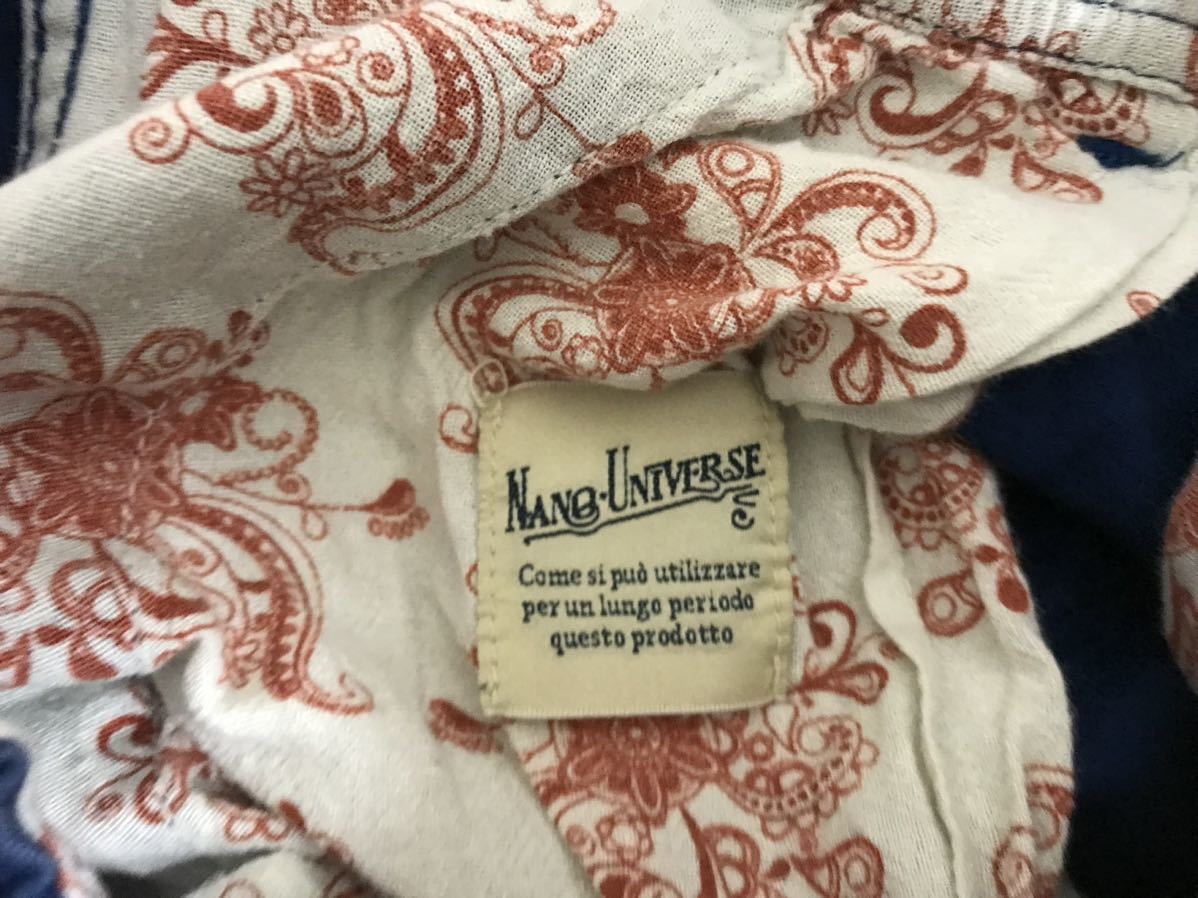 NANO·UNIVERSE
Come si può utilizzare
per un lungo periodo
questo prodotto